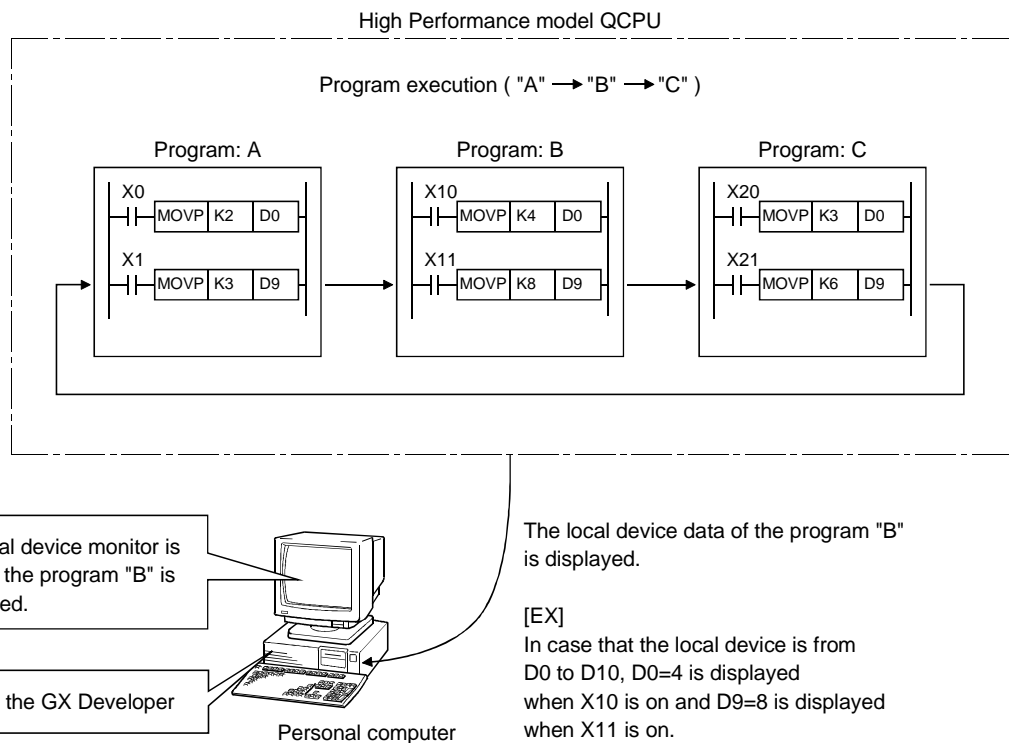 High Performance model QCPU
Program execution ( "A" → "B" → "C" )
Program: A
X0
MOVP K2 D0
X1
MOVP K3 D9
Program: B
X10
MOVP K4 D0
X11
MOVP K8 D9
Program: C
X20
MOVP K3 D0
X21
MOVP K6 D9
device monitor is
the program "B" is
the GX Developer
Personal computer
The local device data of the program "B"
is displayed.
[EX]
In case that the local device is from
D0 to D10, D0=4 is displayed
when X10 is on and D9=8 is displayed
when X11 is on.